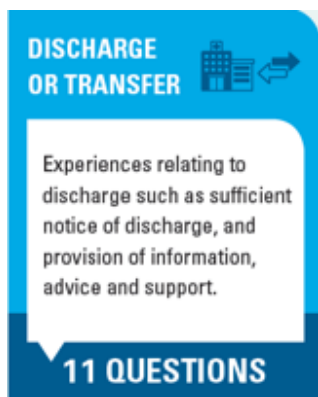 DISCHARGE
OR TRANSFER
Experiences relating to
discharge such as sufficient
notice of discharge, and
provision of information,
advice and support.
11 QUESTIONS